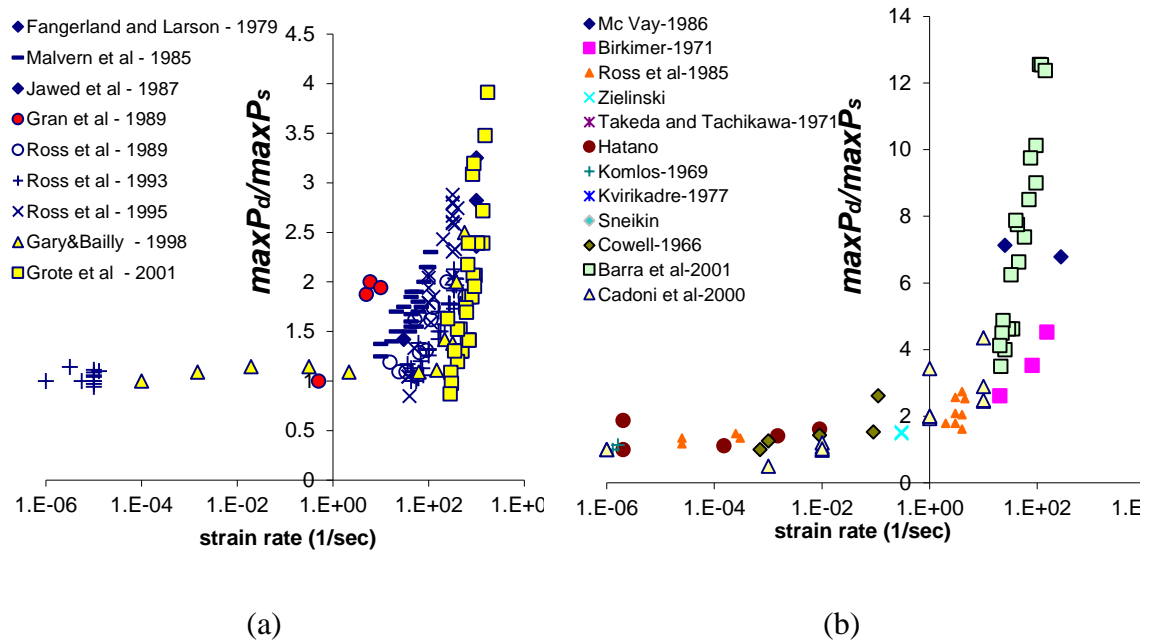 Fangerland and Larson - 1979
Malvern et al - 1985
Jawed et al - 1987
Gran et al - 1989
Ross et al - 1989
Ross et al - 1993
Ross et al - 1995
Gary&Bailly - 1998
Grote et al - 2001
maxPd/maxPs
4.5
4
3.5
3
2.5
2
1.5
1
0.5
0
1.E-06
1.E-04
1.E-02
1.E+00
1.E+02
1.E+0
strain rate (1/sec)
(a)
Mc Vay-1986
Birkimer-1971
Ross et al-1985
Zielinski
Takeda and Tachikawa-1971
Hatano
Komlos-1969
Kvirikadre-1977
Sneikin
Cowell-1966
Barra et al-2001
Cadoni et al-2000
maxPd/maxPs
14
12
10
8
6
4
2
0
1.E-06
1.E-04
1.E-02
1.E+00
1.E+02
1.E
strain rate (1/sec)
(b)